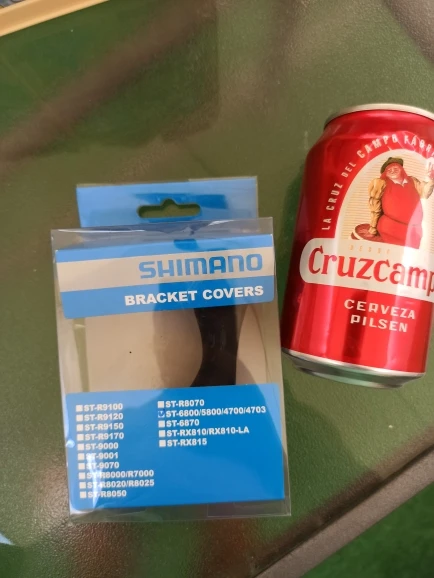 SHIMANO
BRACKET COVERS
ST-R9100
ST-R9120
ST-R9150
ST-R9170
ST-9000
ST-9001
ST-9070
ST-R8000/R7000
ST-R8020/R8025
ST-R8050
ST-R8070
ST-6800/5800/4700/4703
ST-6870
ST-RX810/RX810-LA
ST-RX815
LA CRUZ DEL CAMPO
Cruzcamp
CERVEZA
PILSEN